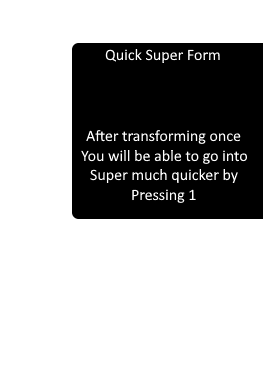 Quick Super Form
After transforming once
You will be able to go into
Super much quicker by
Pressing 1